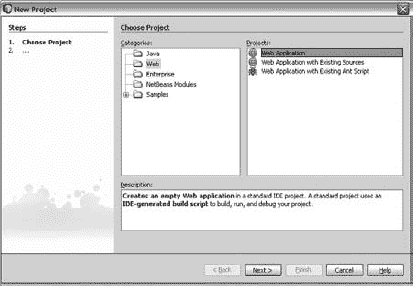 New Project
Steps
1. Choose Project
2. ...
Choose Project
Categories:
Java
Web
Enterprise
NetBeans Modules
Samples
Projects:
Web Application
Web Application with Existing Sources
Web Application with Existing Ant Script
Description:
Creates an empty Web application in a standard IDE project. A standard project uses an
IDE-generated build script to build, run, and debug your project.
< Back
Next >
Finish
Cancel
Help